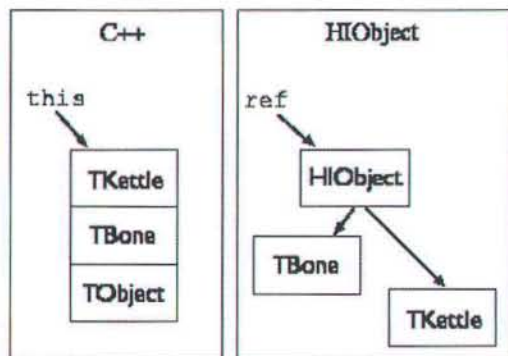 C++
this
TKettle
TBone
TObject
HIObject
ref
HIObject
TBone
TKettle